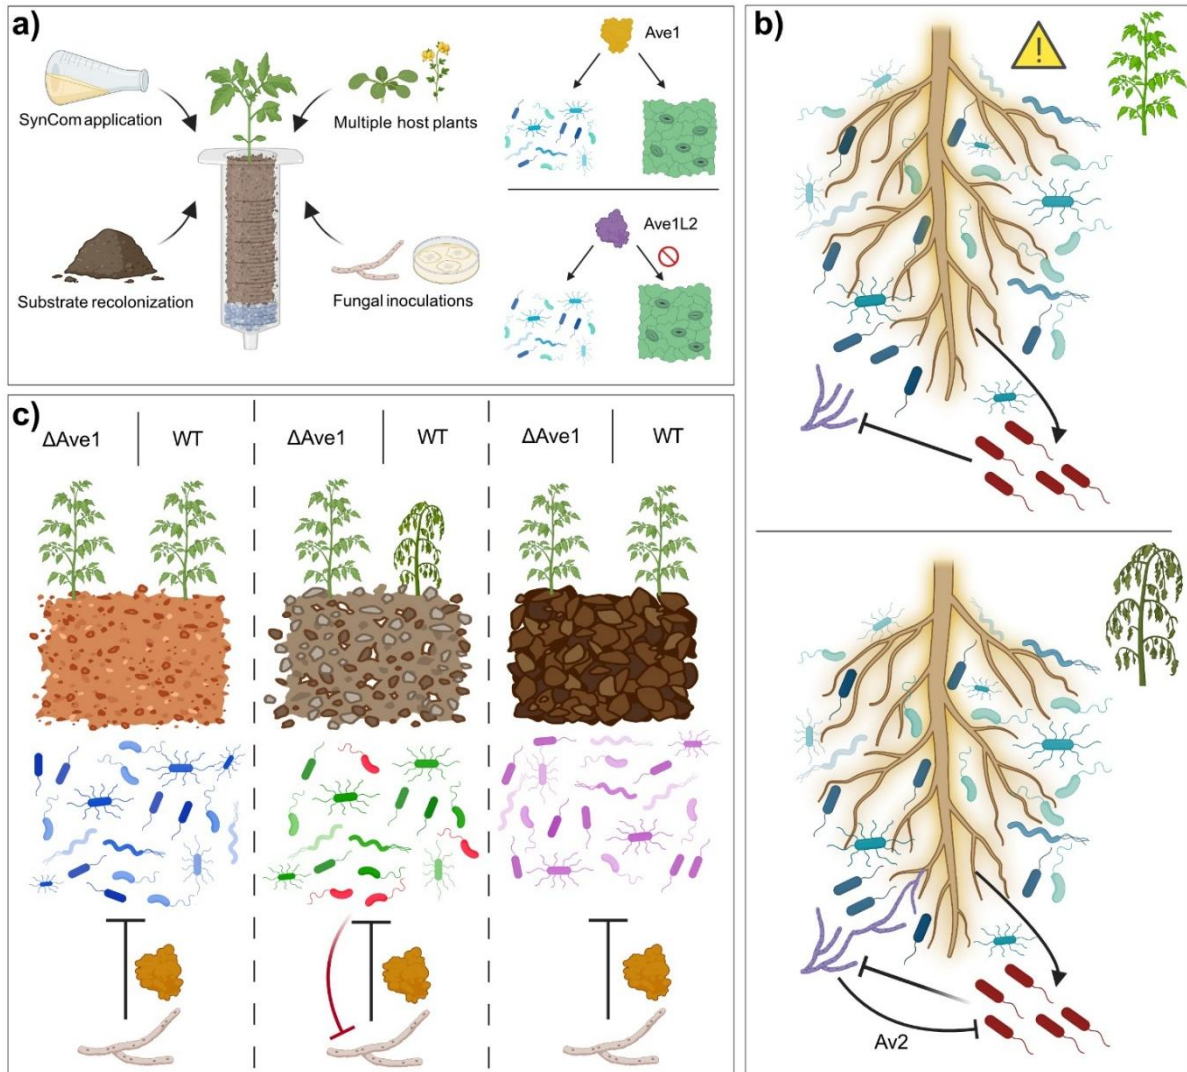 a)
SynCom application
Multiple host plants
Substrate recolonization
Fungal inoculations
Ave1
Ave1L2
b)
!
Av2
c)
ΔAve1
WT
ΔAve1
WT
ΔAve1
WT